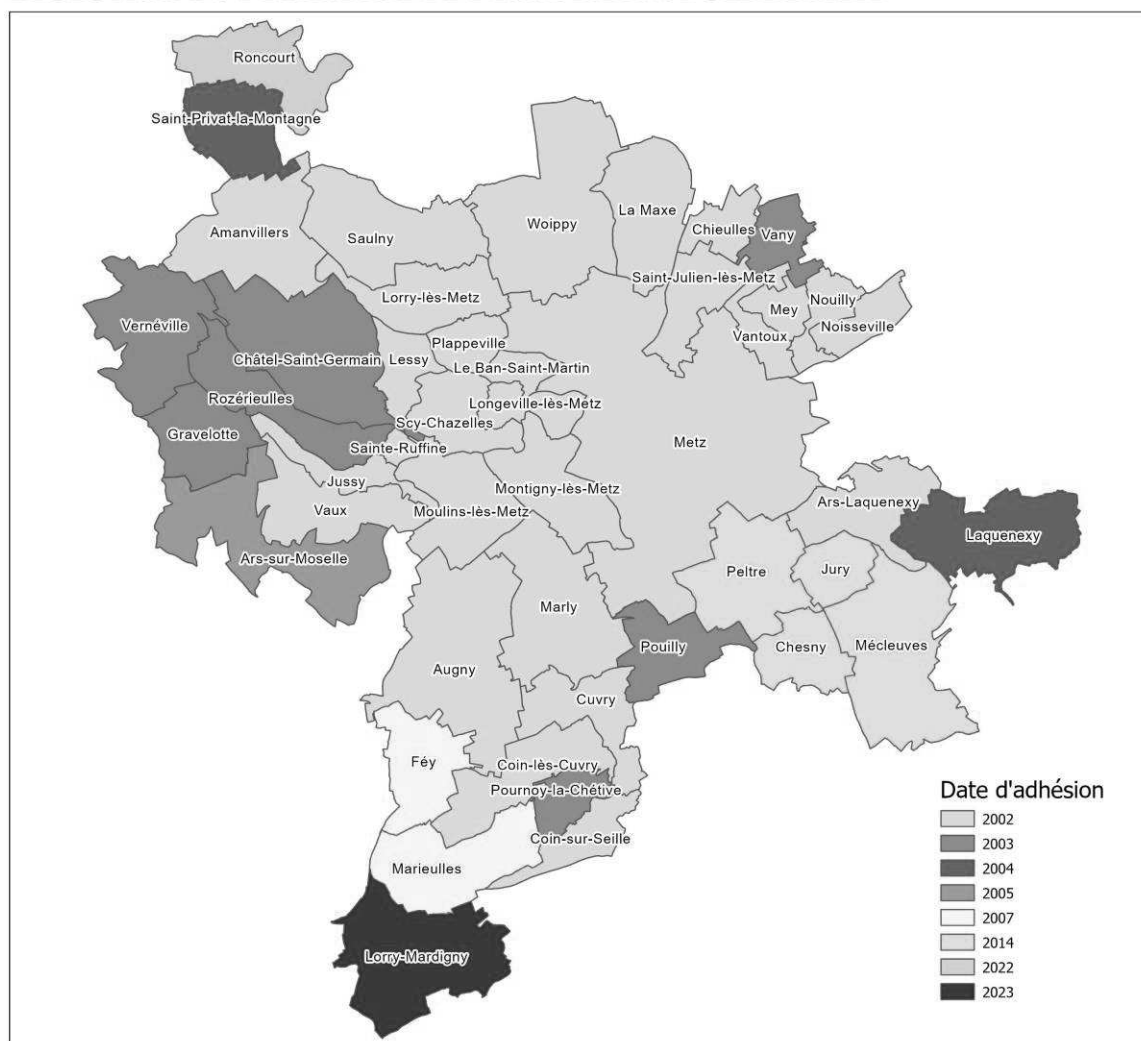 Roncourt
Saint-Privat-la-Montagne
Woippy
La Maxe
Chieulles
Vany
Amanvillers
Saulny
Saint-Julien-lès-Metz
Lorry-lès-Metz
Mey
Nouilly
Vernéville
Noisseville
Vantoux
Plappeville
Châtel-Saint-Germain
Lessy
Le Ban-Saint-Martin
Rozérieulles
Longeville-lès-Metz
Scy-Chazelles
Gravelotte
Metz
Sainte-Ruffine
Jussy
Montigny-lès-Metz
Ars-Laquenexy
Vaux
Moulins-lès-Metz
Laquenexy
Ars-sur-Moselle
Peltre
Jury
Marly
Pouilly
Chesny
Mécleuves
Augny
Cuvry
Féy
Coin-lès-Cuvry
Pournoy-la-Chétive
Coin-sur-Seille
Marieulles
Lorry-Mardigny
Date d'adhésion
2002
2003
2004
2005
2007
2014
2022
2023